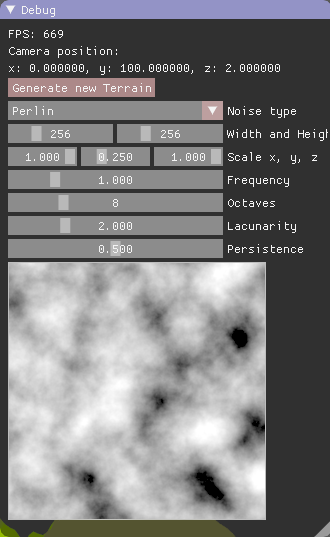 Debug
FPS: 669
Camera position:
x: 0.000000, y: 100.000000, z: 2.000000
Generate new Terrain
Perlin Noise type
256 256 Width and Heigh
1.000 0.250 1.000 Scale x, y, z
1.000 Frequency
8 Octaves
2.000 Lacunarity
0.500 Persistence